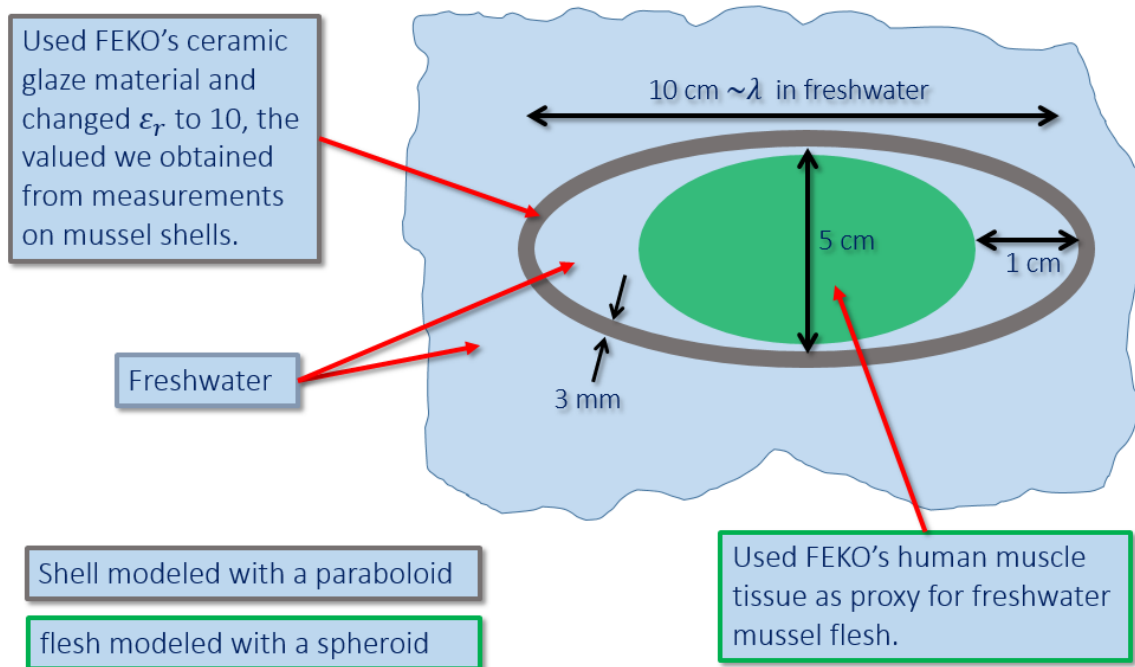 Used FEKO's ceramic
glaze material and
changed ε𝑟 to 10, the
valued we obtained
from measurements
on mussel shells.
10 cm ~λ in freshwater
5 cm
1 cm
Freshwater
3 mm
Shell modeled with a paraboloid
flesh modeled with a spheroid
Used FEKO's human muscle
tissue as proxy for freshwater
mussel flesh.